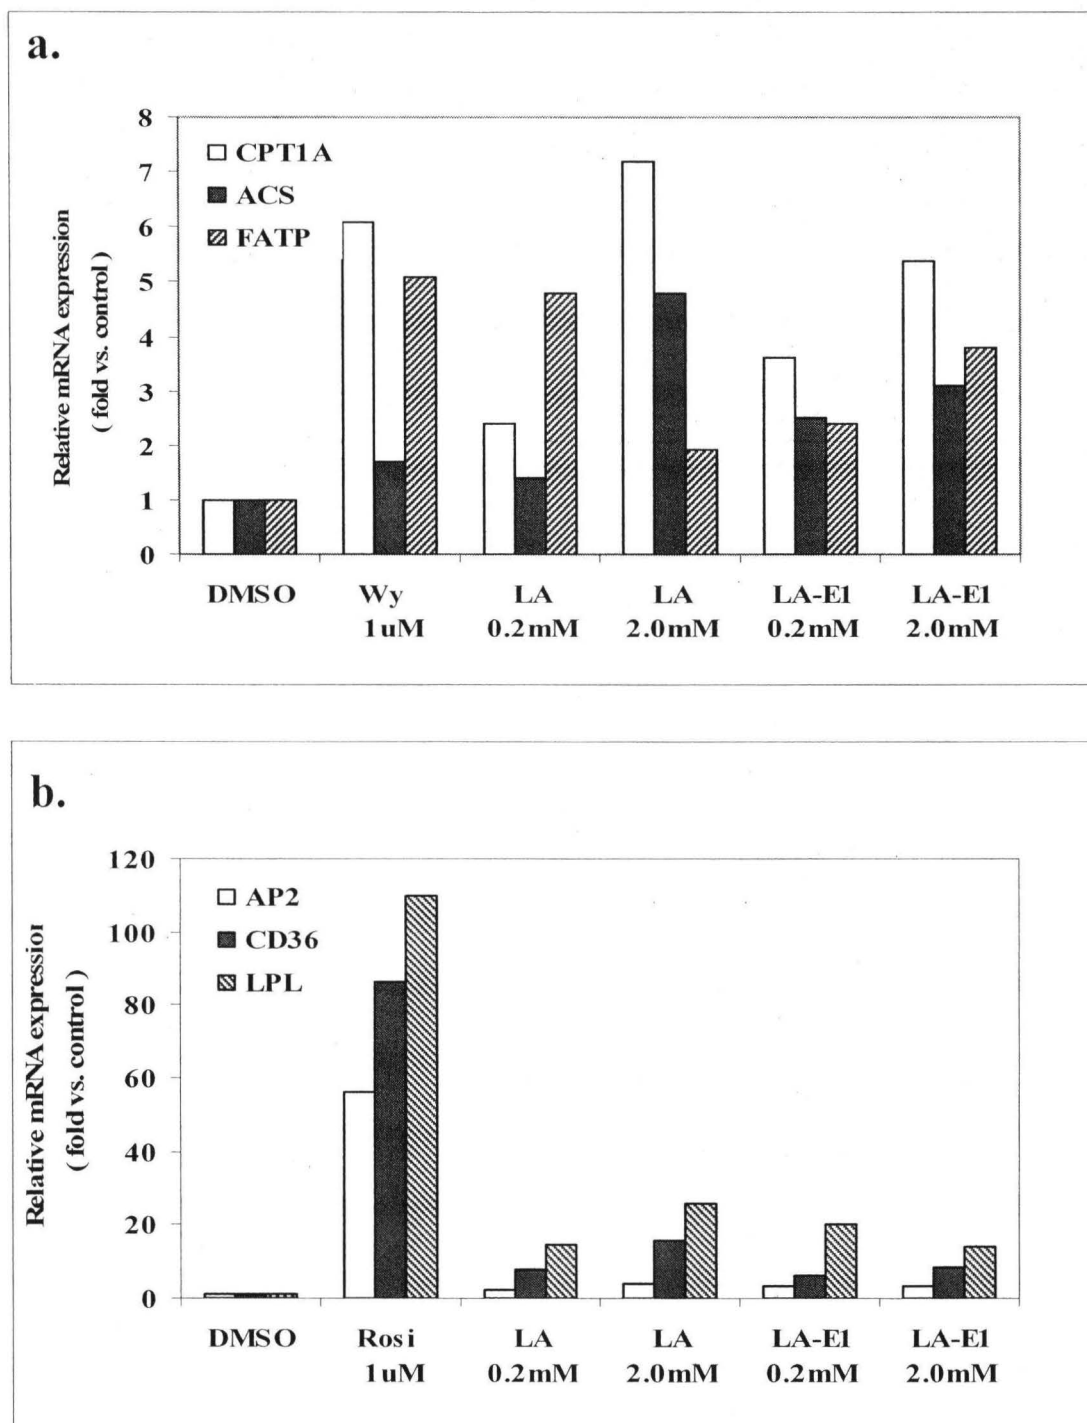 a.
Relative mRNA expression
( fold vs. control )
8
7
6
5
4
3
2
1
0
CPT1A
ACS
FATP
DMSO Wy LA LA LA-E1 LA-E1
1uM 0.2mM 2.0mM 0.2mM 2.0mM
b.
Relative mRNA expression
( fold vs. control )
120
100
80
60
40
20
0
AP2
CD36
LPL
DMSO Rosi LA LA LA-E1 LA-E1
1uM 0.2mM 2.0mM 0.2mM 2.0mM